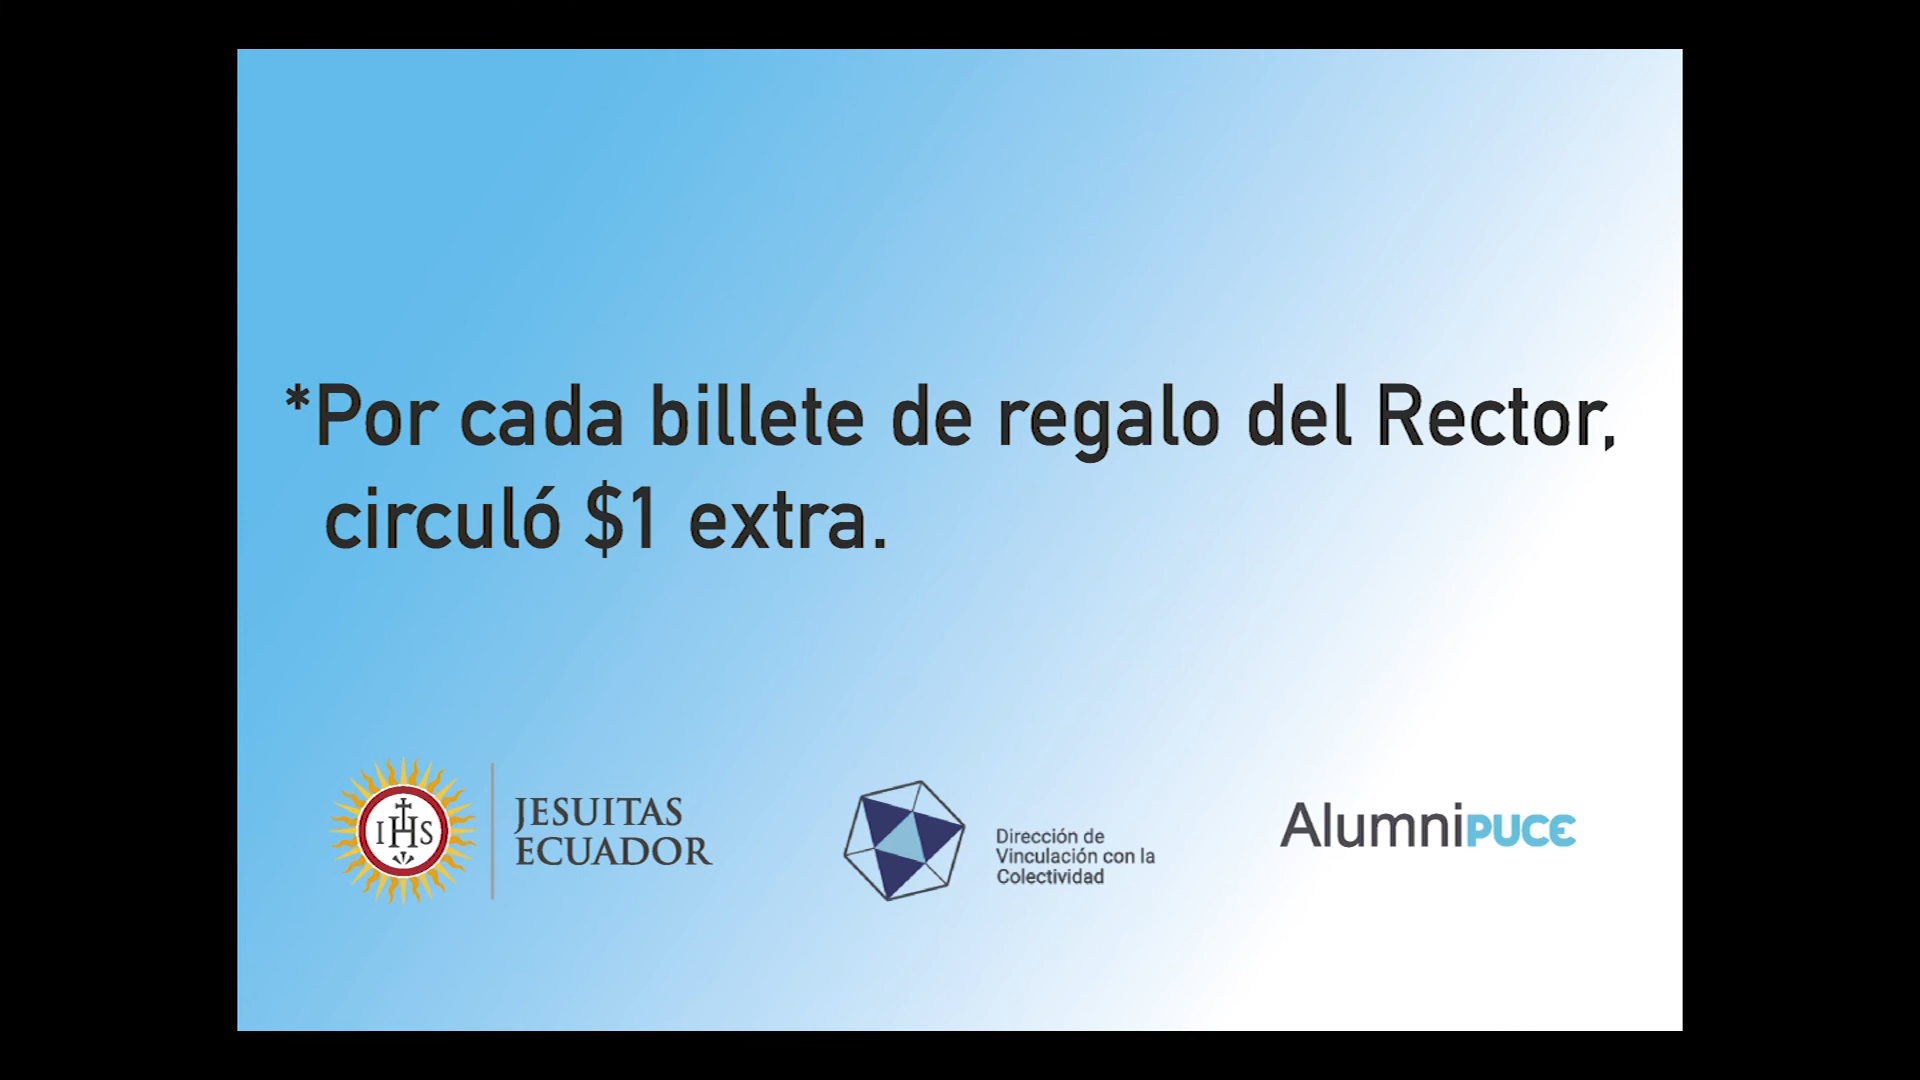 *Por cada billete de regalo del Rector,
circuló $1 extra.
IHS
JESUITAS
ECUADOR
Dirección de
Vinculación con la
Colectividad
AlumniPUCE